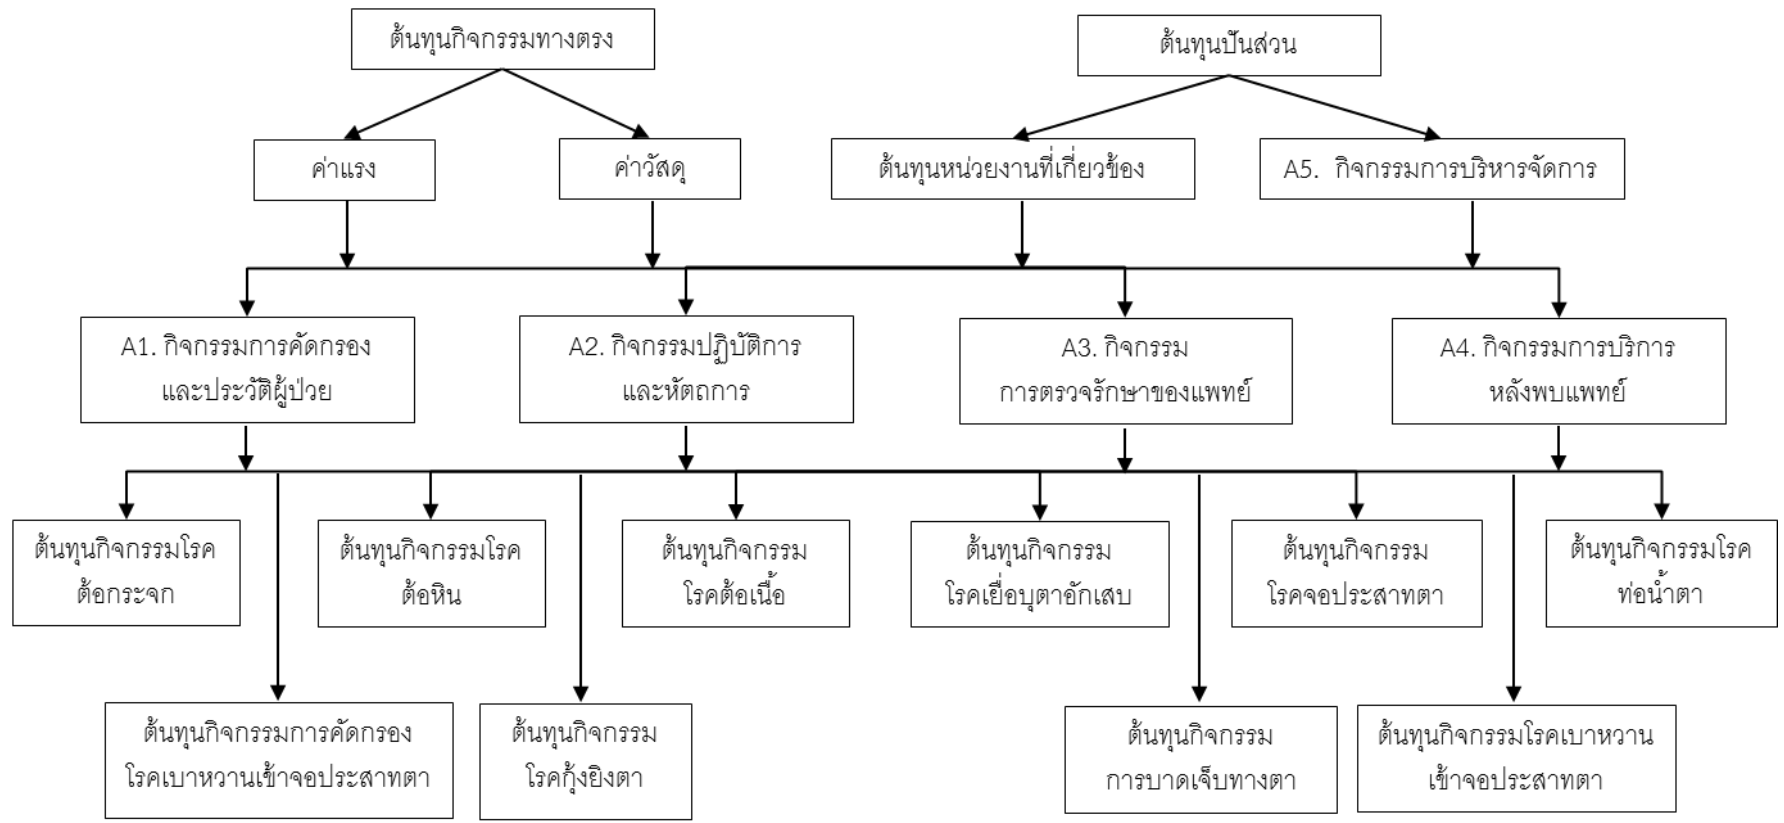 ต้นทุนกิจกรรมทางตรง
ต้นทุนปันส่วน
ค่าแรง
ค่าวัสดุ
ต้นทุนหน่วยงานที่เกี่ยวข้อง
A5. กิจกรรมการบริหารจัดการ
A1. กิจกรรมการคัดกรอง
และประวัติผู้ป่วย
A2. กิจกรรมปฏิบัติการ
และหัตถการ
A3. กิจกรรม
การตรวจรักษาของแพทย์
A4. กิจกรรมการบริการ
หลังพบแพทย์
ต้นทุนกิจกรรมโรค
ต้อกระจก
ต้นทุนกิจกรรมโรค
ต้อหิน
ต้นทุนกิจกรรม
โรคต้อเนื้อ
ต้นทุนกิจกรรม
โรคเยื่อบุตาอักเสบ
ต้นทุนกิจกรรม
โรคจอประสาทตา
ต้นทุนกิจกรรมโรค
ท่อน้ำตา
ต้นทุนกิจกรรมการคัดกรอง
โรคเบาหวานเข้าจอประสาทตา
ต้นทุนกิจกรรม
โรคกุ้งยิงตา
ต้นทุนกิจกรรม
การบาดเจ็บทางตา
ต้นทุนกิจกรรมโรคเบาหวาน
เข้าจอประสาทตา